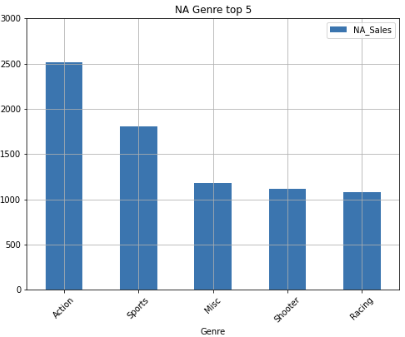 NA Genre top 5
NA_Sales
3000
2500
2000
1500
1000
500
0
Action
Sports
Misc
Shooter
Racing
Genre